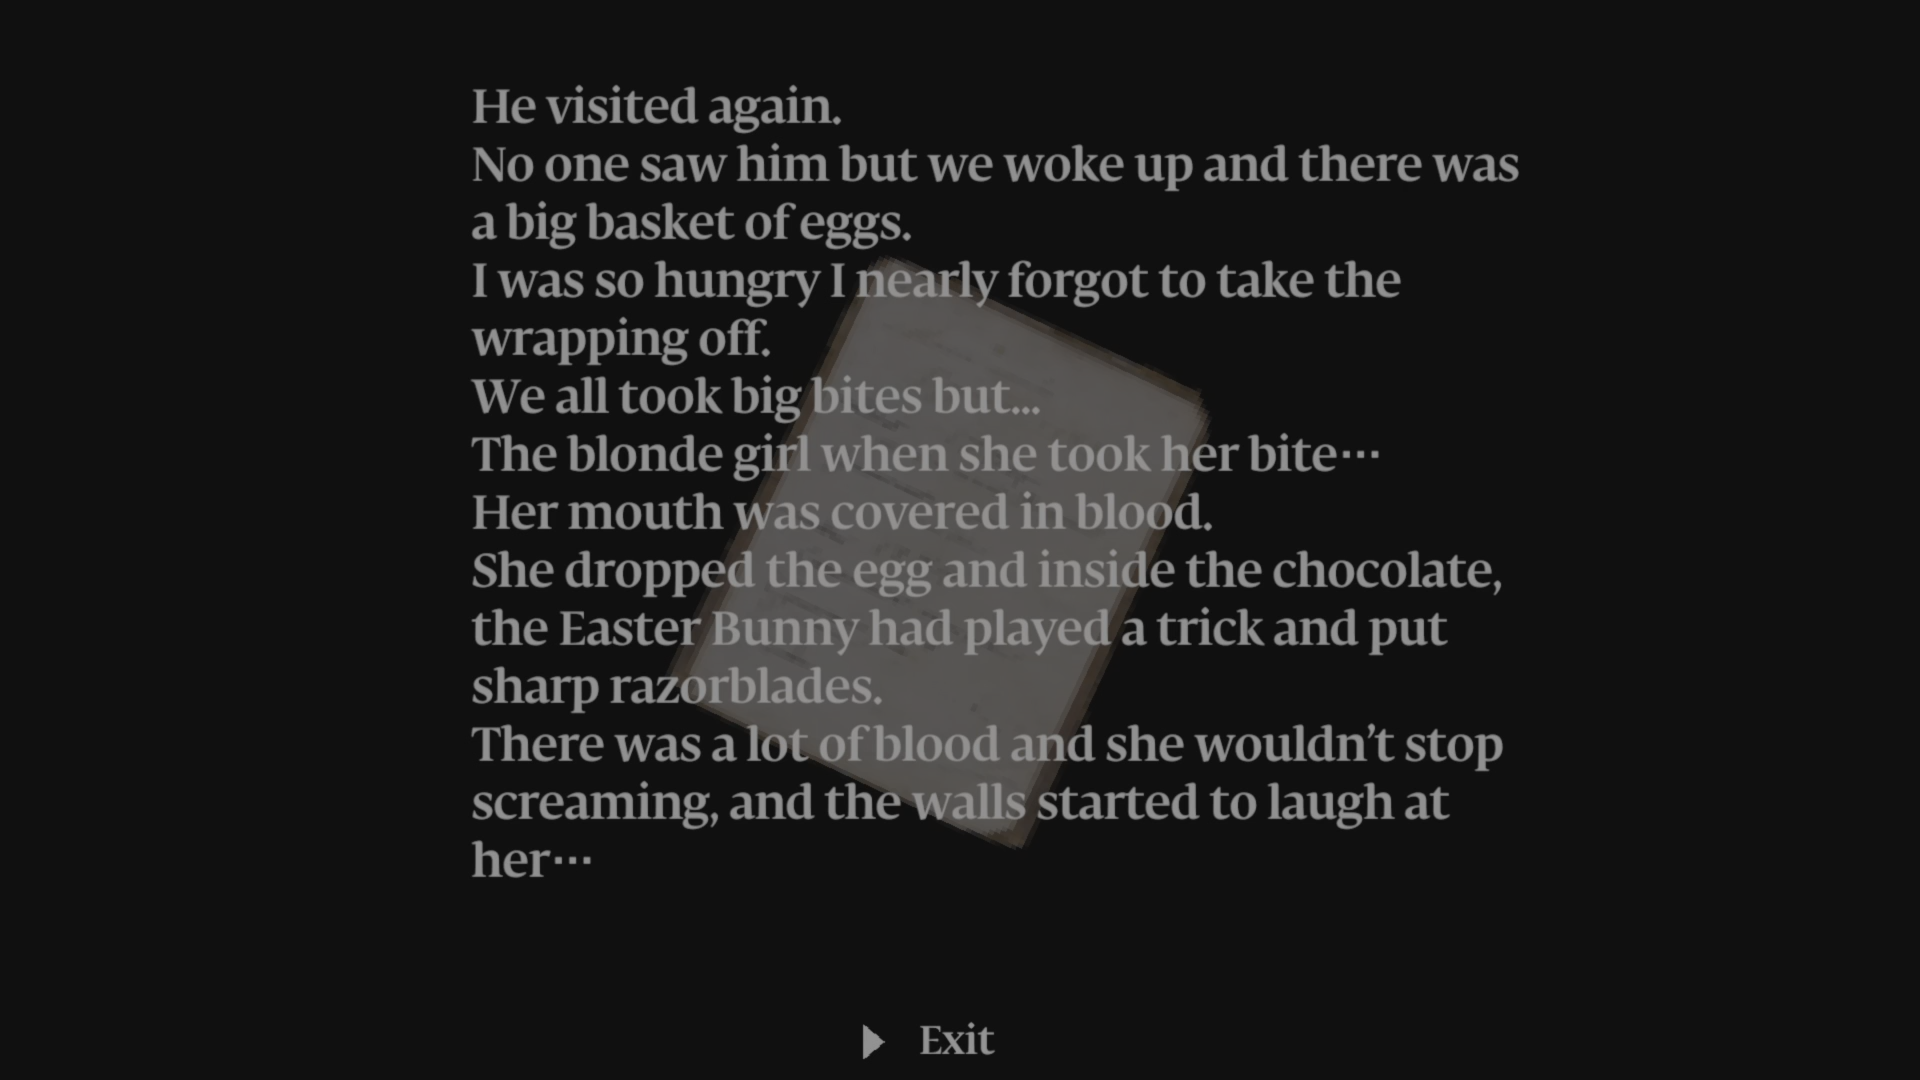 He visited again.
No one saw him but we woke up and there was
a big basket of eggs.
I was so hungry I nearly forgot to take the
wrapping off.
We all took big bites but...
The blonde girl when she took her bite⋯
Her mouth was covered in blood.
She dropped the egg and inside the chocolate,
the Easter Bunny had played a trick and put
sharp razorblades.
There was a lot of blood and she wouldn’t stop
screaming, and the walls started to laugh at
her⋯
Exit